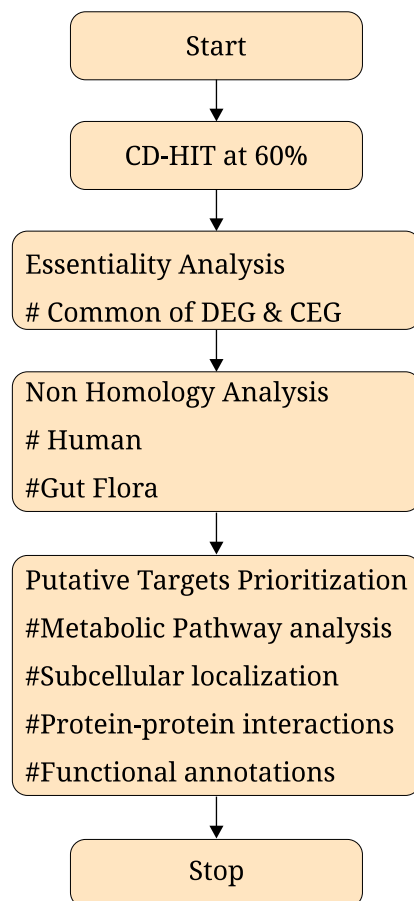 Start
CD-HIT at 60%
Essentiality Analysis
# Common of DEG & CEG
Non Homology Analysis
# Human
#Gut Flora
Putative Targets Prioritization
#Metabolic Pathway analysis
#Subcellular localization
#Protein-protein interactions
#Functional annotations
Stop